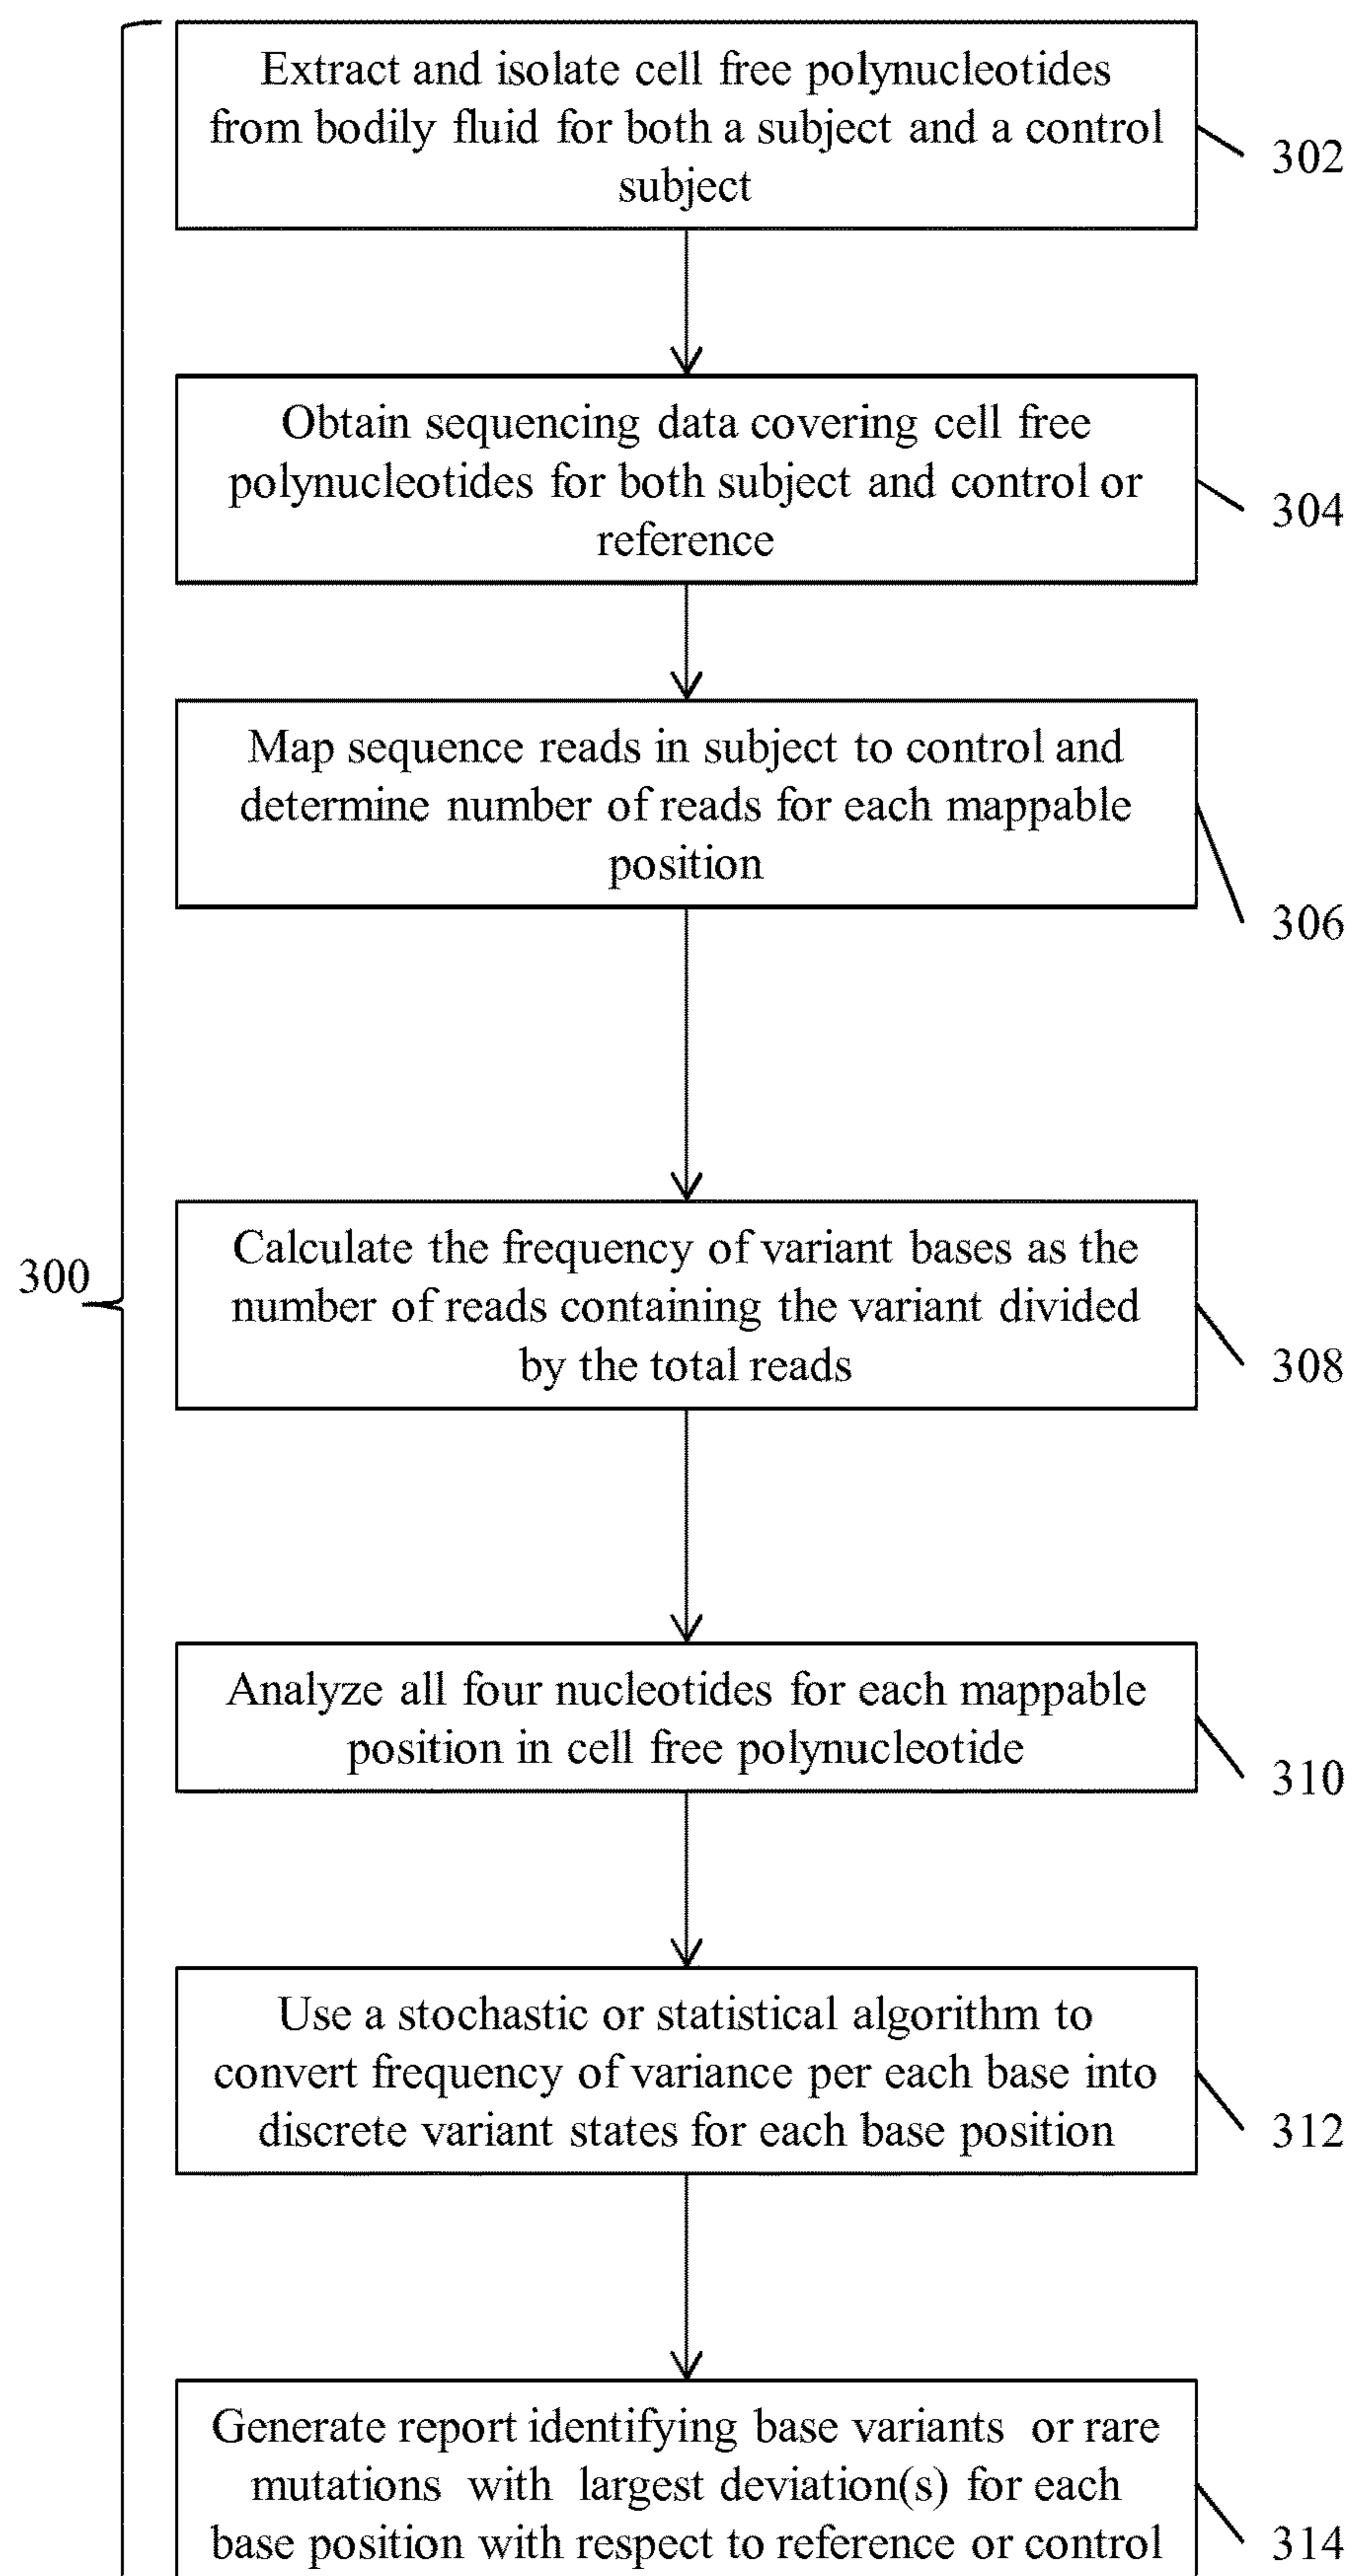 Extract and isolate cell free polynucleotides
from bodily fluid for both a subject and a control
subject
302
Obtain sequencing data covering cell free
polynucleotides for both subject and control or
reference
304
Map sequence reads in subject to control and
determine number of reads for each mappable
position
306
300
Calculate the frequency of variant bases as the
number of reads containing the variant divided
by the total reads
308
Analyze all four nucleotides for each mappable
position in cell free polynucleotide
310
Use a stochastic or statistical algorithm to
convert frequency of variance per each base into
discrete variant states for each base position
312
Generate report identifying base variants or rare
mutations with largest deviation(s) for each
base position with respect to reference or control
314